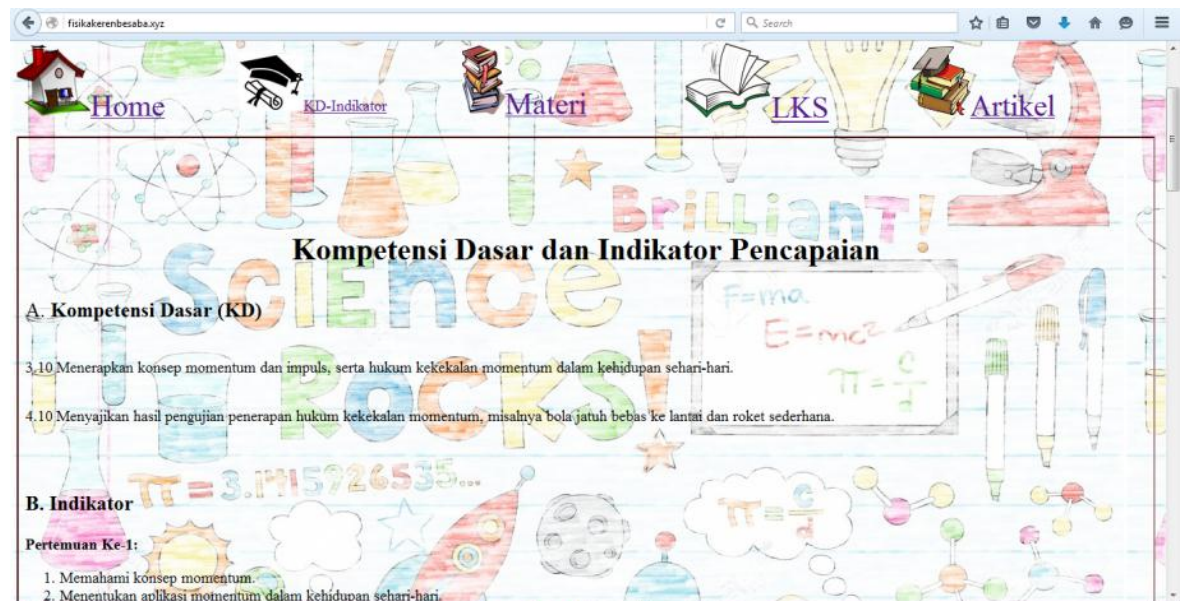 fisikakerenbesaba.xyz
Search
Home
KD-Indikator
Materi
LKS
Artikel
BRiLLianT!
Kompetensi Dasar dan Indikator Pencapaian
SCiENCE
F=ma
A. Kompetensi Dasar (KD)
E=mc²
3.10 Menerapkan konsep momentum dan impuls, serta hukum kekekalan momentum dalam kehidupan sehari-hari.
π=c/d
ROCKS!
4.10 Menyajikan hasil pengujian penerapan hukum kekekalan momentum, misalnya bola jatuh bebas ke lantai dan roket sederhana.
π=3.1415926535...
B. Indikator
π=c/d
Pertemuan Ke-1:
1. Memahami konsep momentum.
2. Menentukan aplikasi momentum dalam kehidupan sehari-hari.